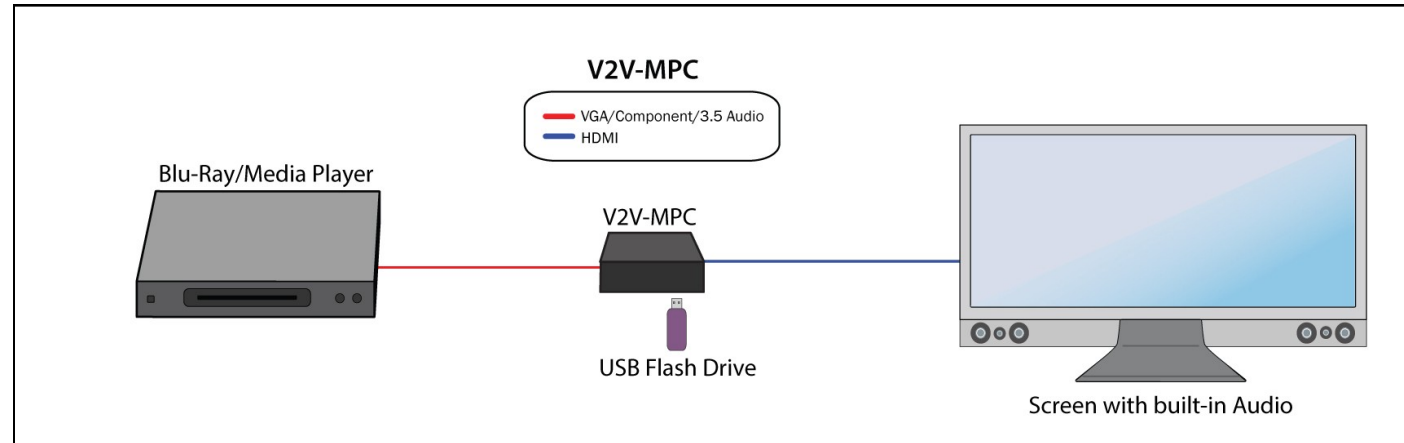 V2V-MPC
VGA/Component/3.5 Audio
HDMI
Blu-Ray/Media Player
V2V-MPC
USB Flash Drive
Screen with built-in Audio